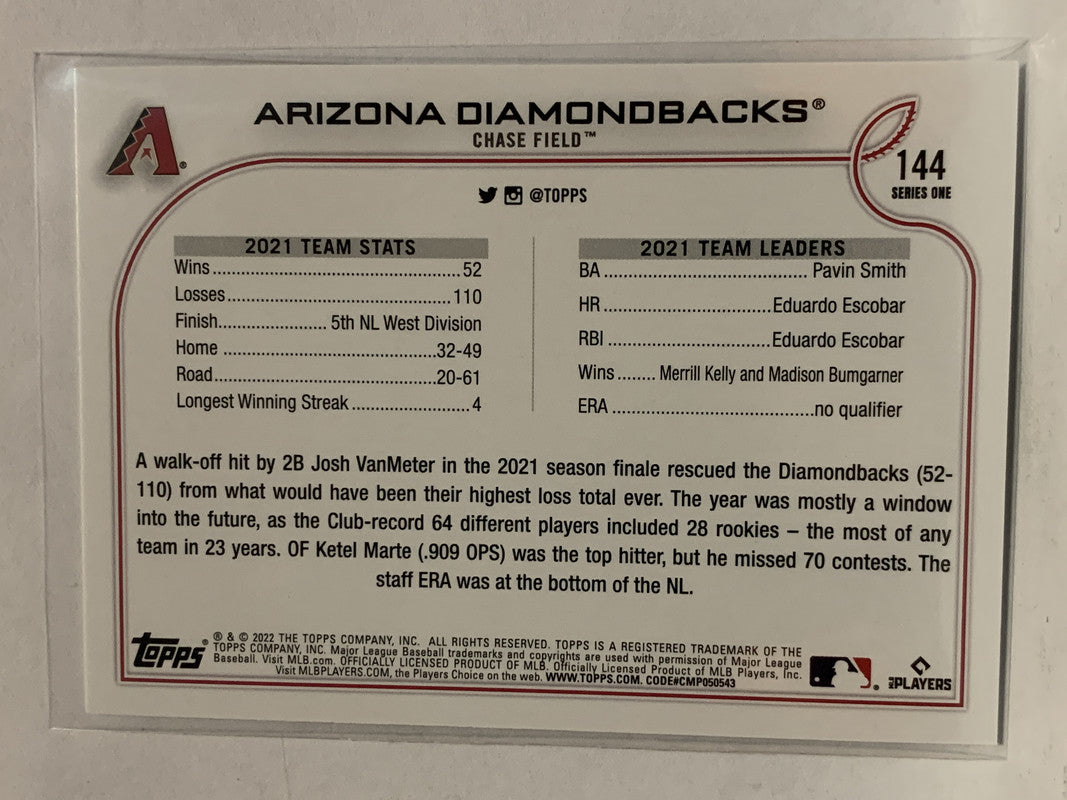 ARIZONA DIAMONDBACKS®
CHASE FIELD™
A®
144
SERIES ONE
@TOPPS
2021 TEAM STATS
Wins..............................................52
Losses..........................................110
Finish...................... 5th NL West Division
Home .......................................32-49
Road..........................................20-61
Longest Winning Streak......................4
2021 TEAM LEADERS
BA ...................................... Pavin Smith
HR...............................Eduardo Escobar
RBI ..............................Eduardo Escobar
Wins....... Merrill Kelly and Madison Bumgarner
ERA ......................................no qualifier
A walk-off hit by 2B Josh VanMeter in the 2021 season finale rescued the Diamondbacks (52-
110) from what would have been their highest loss total ever. The year was mostly a window
into the future, as the Club-record 64 different players included 28 rookies – the most of any
team in 23 years. OF Ketel Marte (.909 OPS) was the top hitter, but he missed 70 contests. The
staff ERA was at the bottom of the NL.
Topps®
® & © 2022 THE TOPPS COMPANY, INC. ALL RIGHTS RESERVED. TOPPS IS A REGISTERED TRADEMARK OF THE
TOPPS COMPANY, INC. Major League Baseball trademarks and copyrights are used with permission of Major League
Baseball. Visit MLB.com. OFFICIALLY LICENSED PRODUCT OF MLB. Officially Licensed Product of MLB Players, Inc.
Visit MLBPLAYERS.COM, the Players Choice on the web. WWW.TOPPS.COM. CODE#CMP050543
MLB PLAYERS